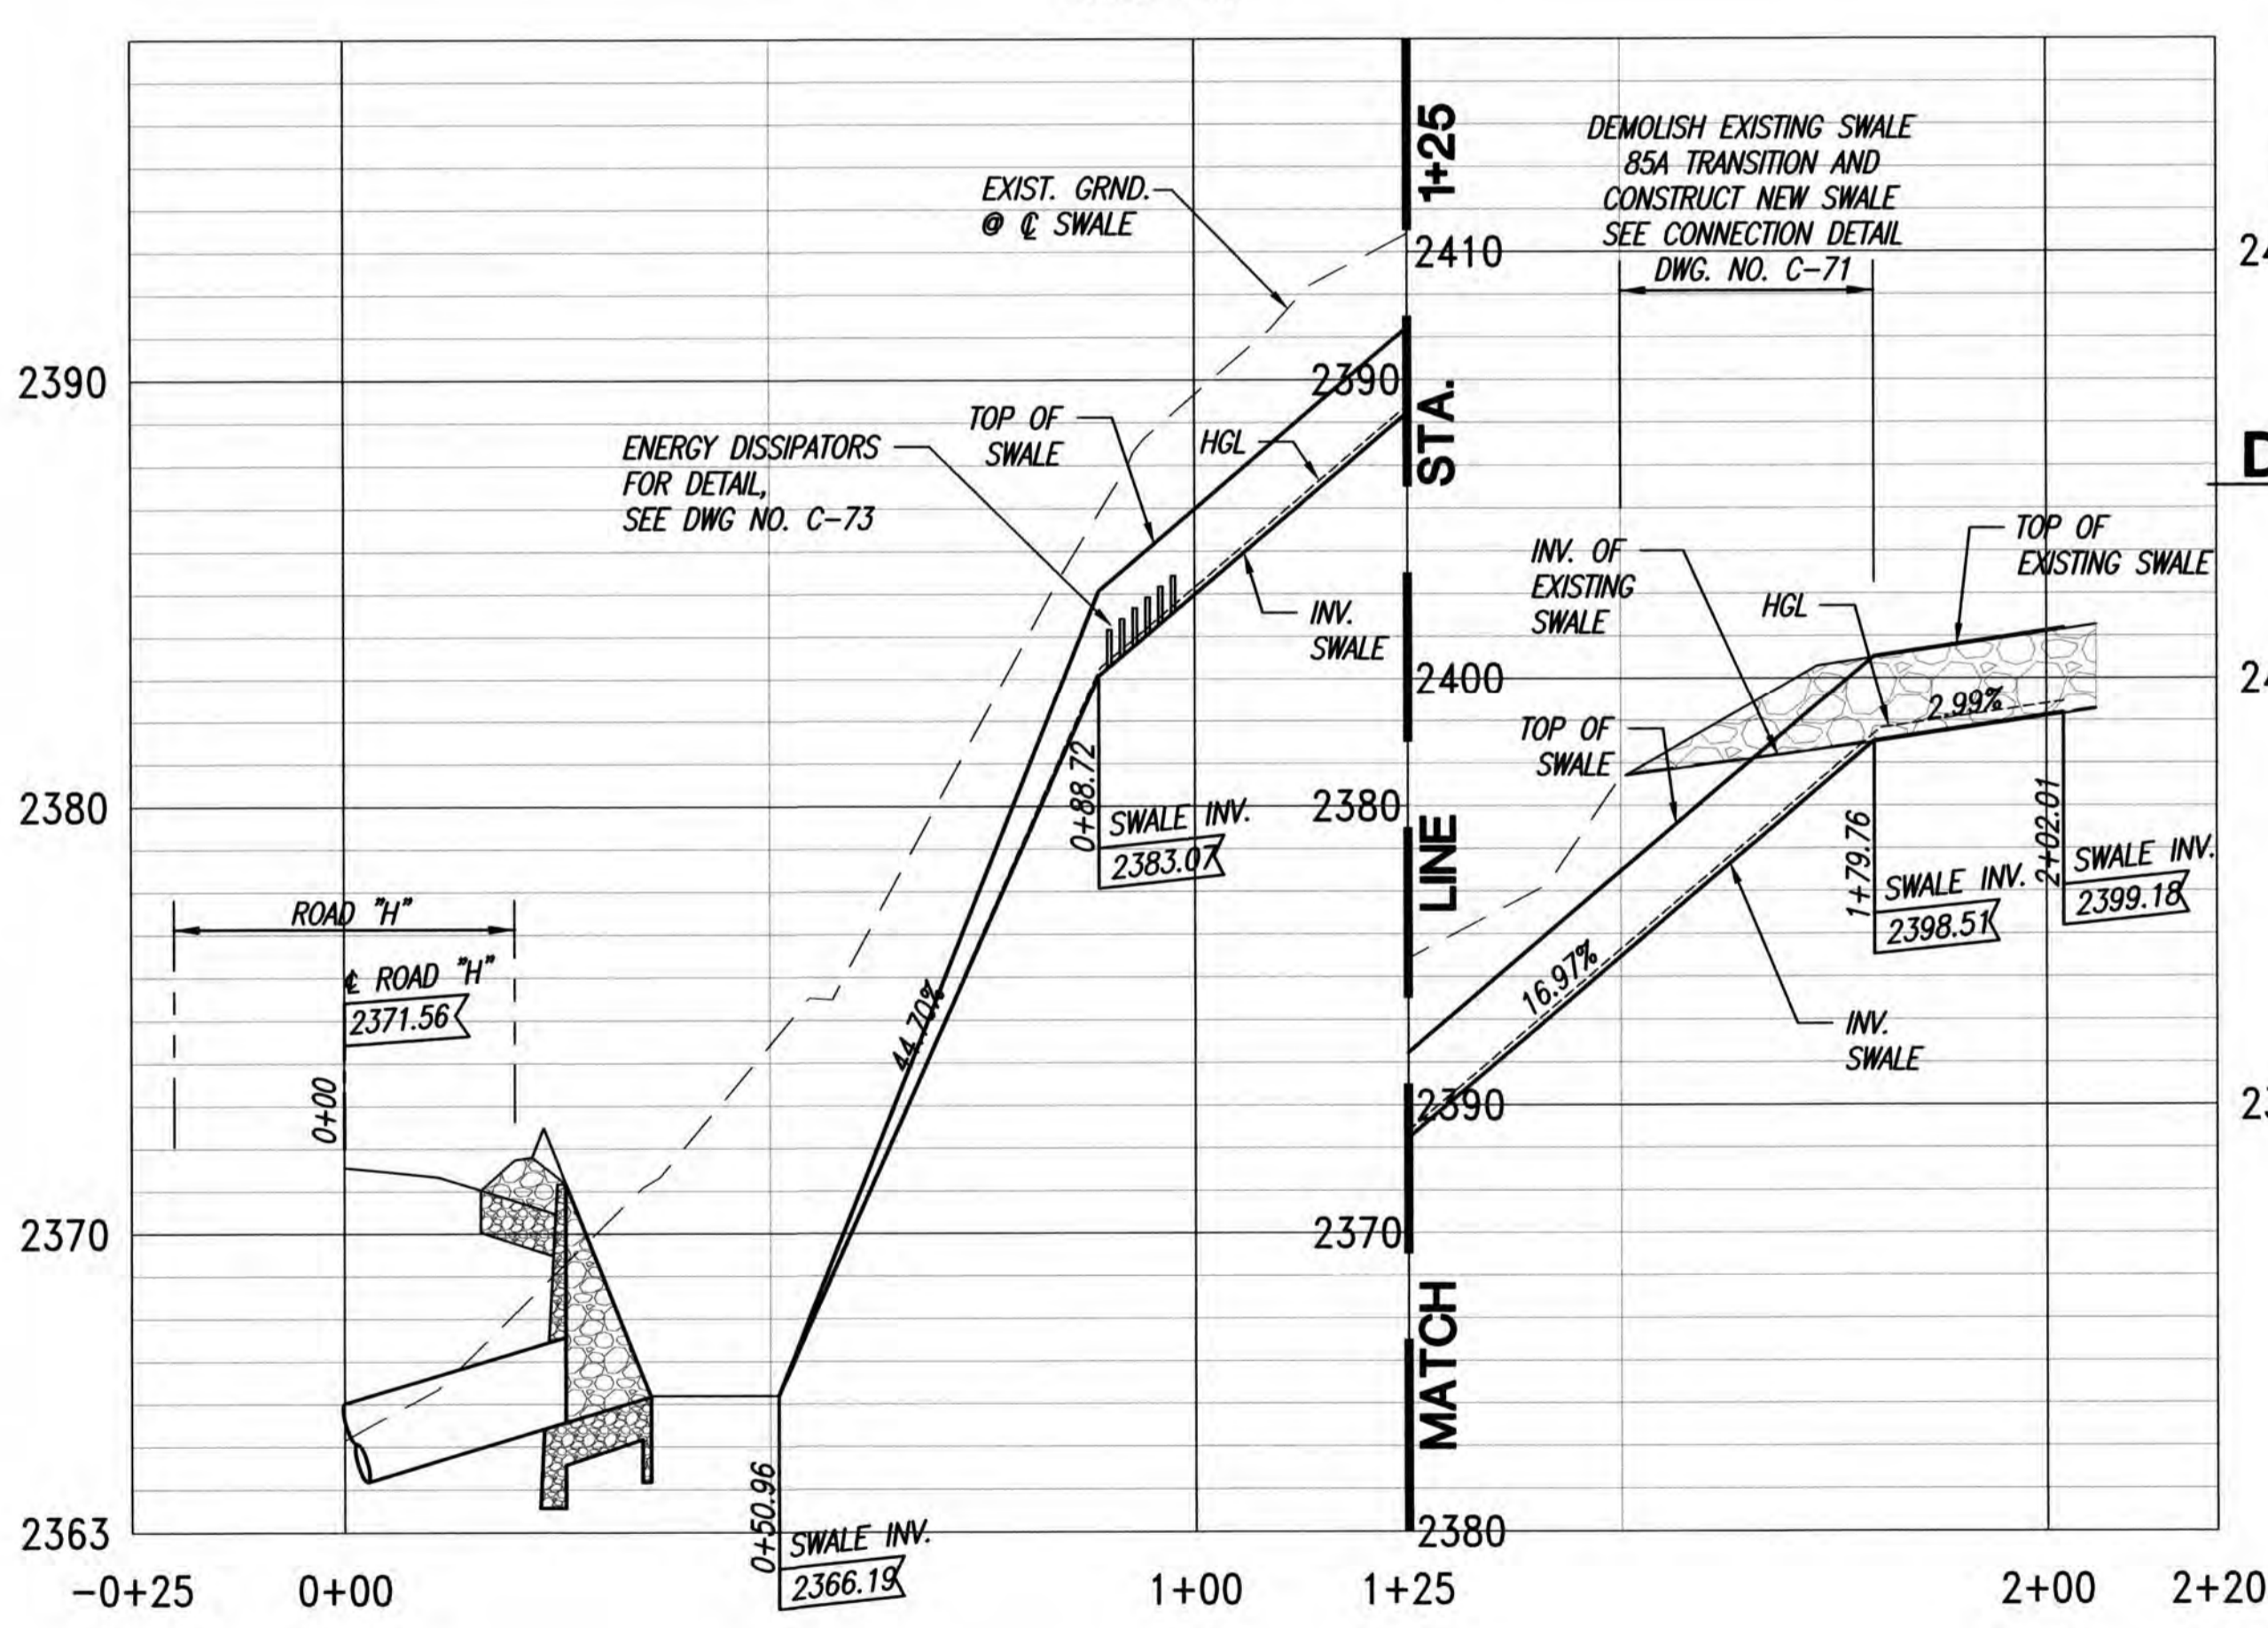 1+25
DEMOLISH EXISTING SWALE
85A TRANSITION AND
CONSTRUCT NEW SWALE
SEE CONNECTION DETAIL
DWG. NO. C-71
EXIST. GRND.
@ ℄ SWALE
2410
2390
2390
STA.
TOP OF
SWALE
HGL
ENERGY DISSIPATORS
FOR DETAIL,
SEE DWG NO. C-73
D
TOP OF
EXISTING SWALE
INV. OF
EXISTING
SWALE
HGL
INV.
SWALE
2400
2.99%
TOP OF
SWALE
0+88.72
SWALE INV.
2383.07
2380
2380
LINE
1+79.76
SWALE INV.
2398.51
2+02.01
SWALE INV.
2399.18
ROAD "H"
℄ ROAD "H"
2371.56
0+00
44.70%
16.97%
INV.
SWALE
2390
2370
2370
MATCH
0+50.96
SWALE INV.
2366.19
2363
2380
-0+25
0+00
1+00
1+25
2+00
2+20